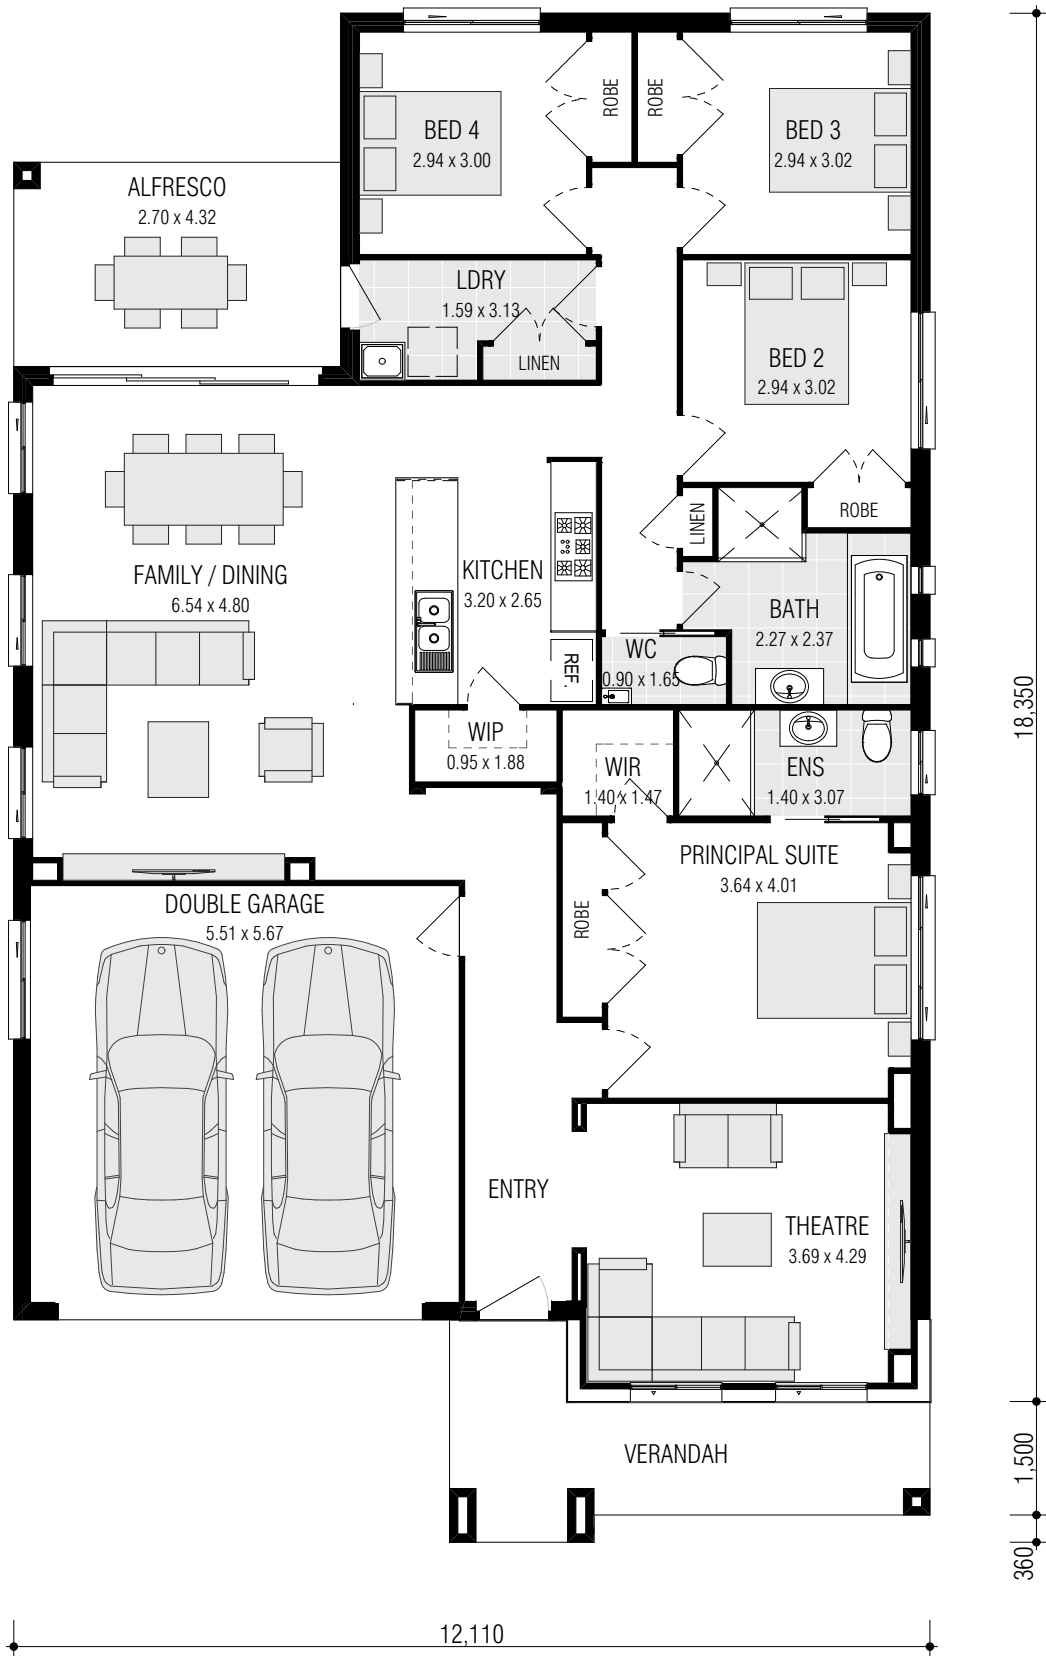 BED 4
2.94 x 3.00
ROBE
ROBE
BED 3
2.94 x 3.02
ALFRESCO
2.70 x 4.32
LDRY
1.59 x 3.13
LINEN
BED 2
2.94 x 3.02
ROBE
LINEN
FAMILY / DINING
6.54 x 4.80
KITCHEN
3.20 x 2.65
BATH
2.27 x 2.37
WC
0.90 x 1.65
REF.
WIP
0.95 x 1.88
WIR
1.40 x 1.47
ENS
1.40 x 3.07
PRINCIPAL SUITE
3.64 x 4.01
ROBE
DOUBLE GARAGE
5.51 x 5.67
ENTRY
THEATRE
3.69 x 4.29
VERANDAH
18,350
1,500
360
12,110